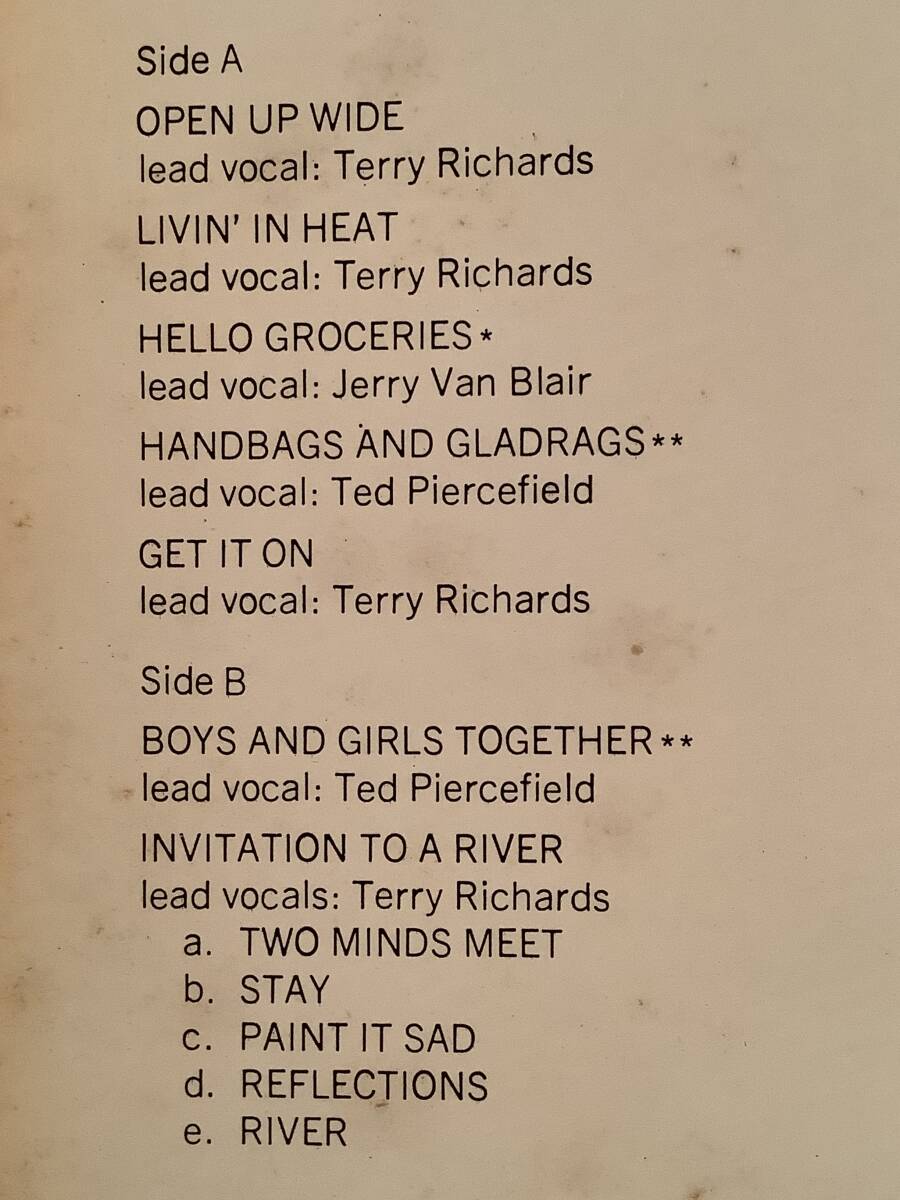 Side A
OPEN UP WIDE
lead vocal: Terry Richards
LIVIN' IN HEAT
lead vocal: Terry Richards
HELLO GROCERIES*
lead vocal: Jerry Van Blair
HANDBAGS AND GLADRAGS**
lead vocal: Ted Piercefield
GET IT ON
lead vocal: Terry Richards
Side B
BOYS AND GIRLS TOGETHER**
lead vocal: Ted Piercefield
INVITATION TO A RIVER
lead vocals: Terry Richards
a. TWO MINDS MEET
b. STAY
c. PAINT IT SAD
d. REFLECTIONS
e. RIVER